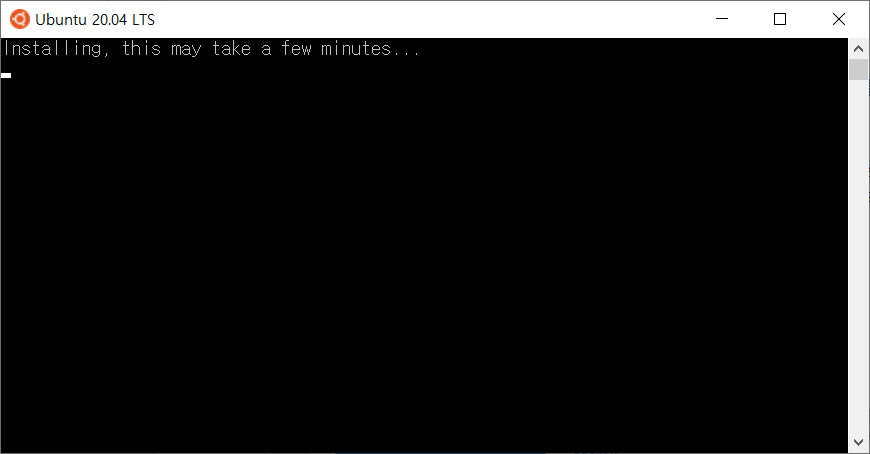 Ubuntu 20.04 LTS
Installing, this may take a few minutes...